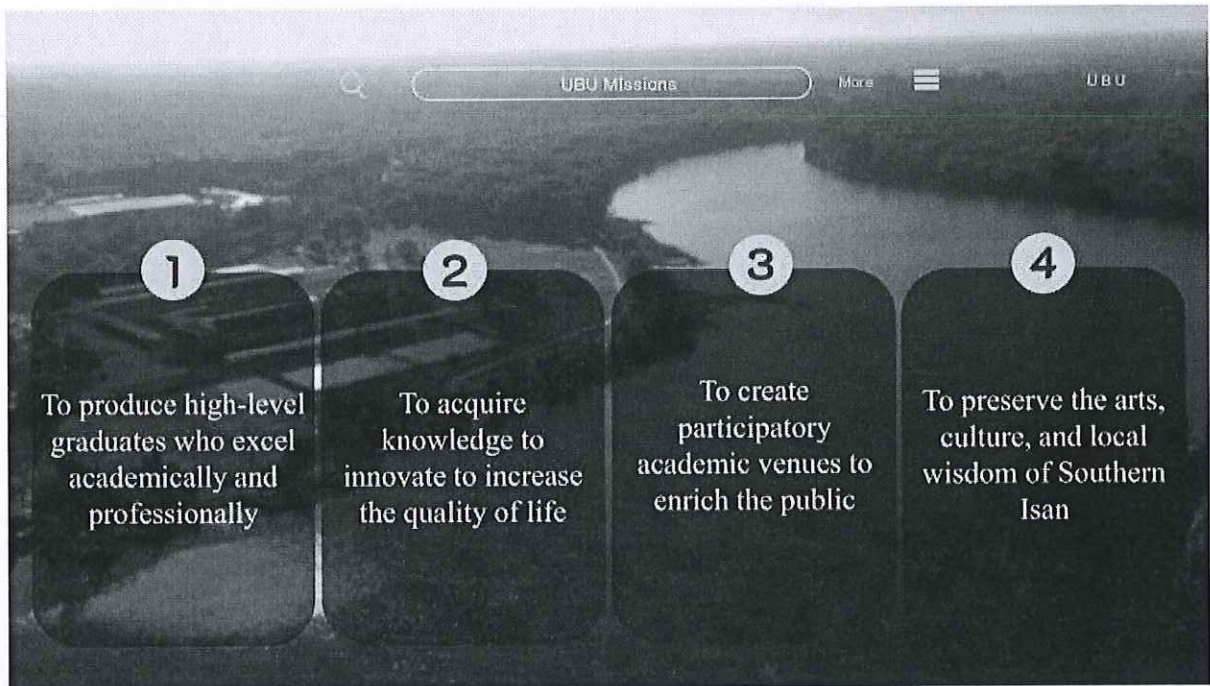 UBU Missions
More
UBU
1
To produce high-level
graduates who excel
academically and
professionally
2
To acquire
knowledge to
innovate to increase
the quality of life
3
To create
participatory
academic venues to
enrich the public
4
To preserve the arts,
culture, and local
wisdom of Southern
Isan